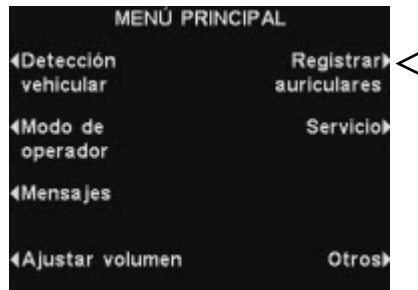 MENÚ PRINCIPAL
Detección
vehicular
Registrar
auriculares
Modo de
operador
Servicio
Mensajes
Ajustar volumen
Otros